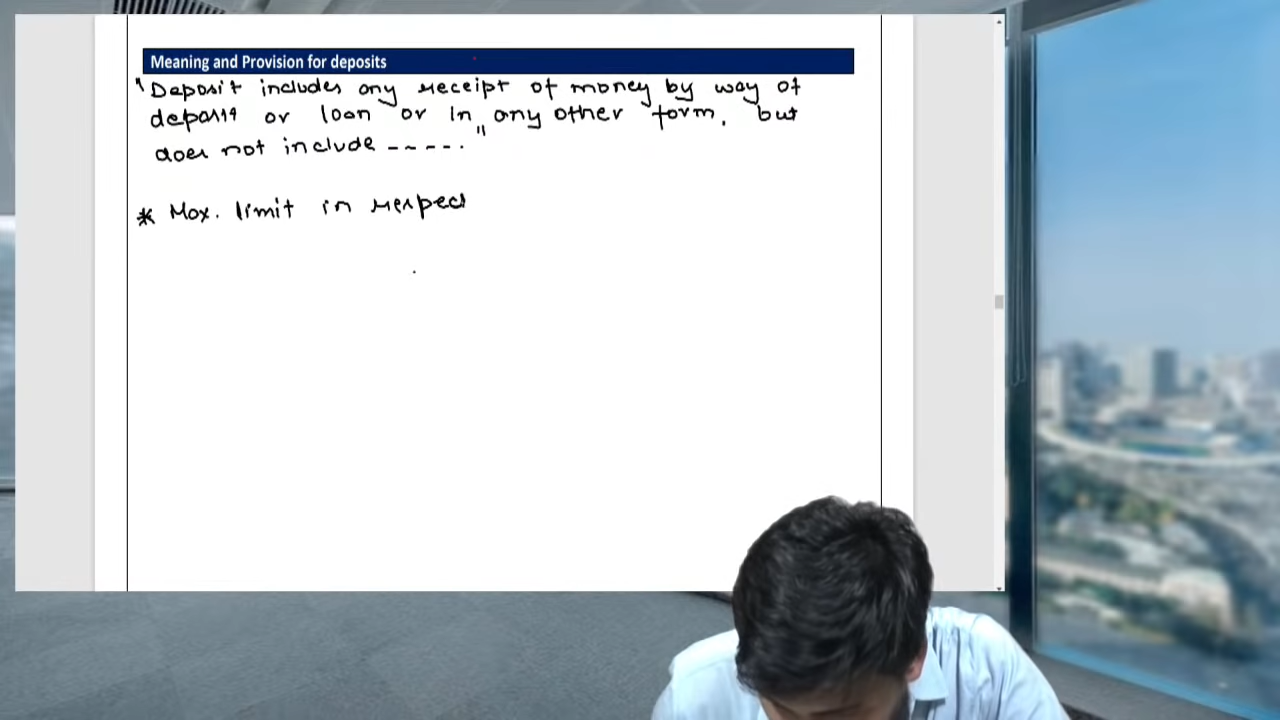 Meaning and Provision for deposits
"Deposit includes any receipt of money by way of
deposit or loan or in any other form, but
does not include -----."
* Max. limit in respect